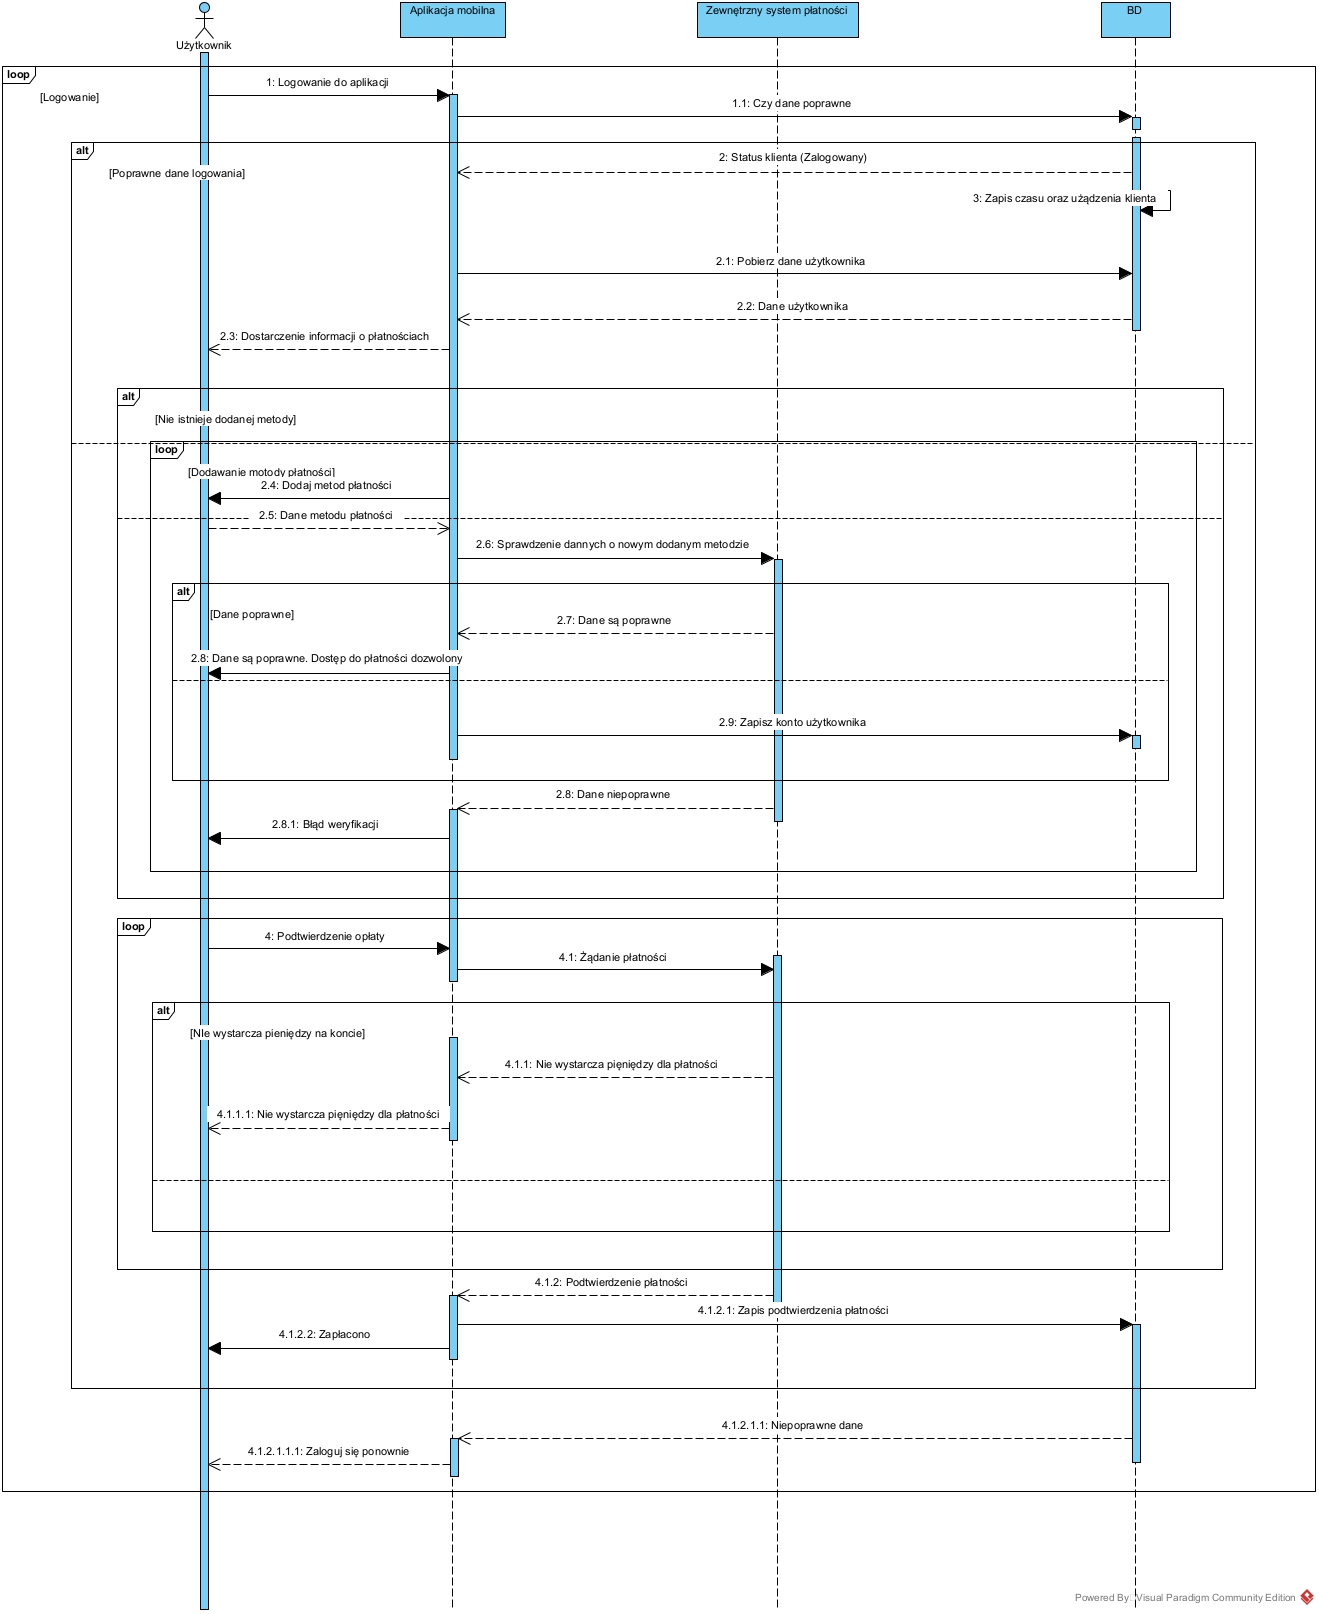 Użytkownik
Aplikacja mobilna
Zewnętrzny system płatności
BD
loop
[Logowanie]
1: Logowanie do aplikacji
1.1: Czy dane poprawne
alt
[Poprawne dane logowania]
2: Status klienta (Zalogowany)
3: Zapis czasu oraz użądzenia klienta
2.1: Pobierz dane użytkownika
2.2: Dane użytkownika
2.3: Dostarczenie informacji o płatnościach
alt
[Nie istnieje dodanej metody]
loop
[Dodawanie motody płatności]
2.4: Dodaj metod płatności
2.5: Dane metodu płatności
2.6: Sprawdzenie dannych o nowym dodanym metodzie
alt
[Dane poprawne]
2.7: Dane są poprawne
2.8: Dane są poprawne. Dostęp do płatności dozwolony
2.9: Zapisz konto użytkownika
2.8: Dane niepoprawne
2.8.1: Błąd weryfikacji
loop
4: Podtwierdzenie opłaty
4.1: Żądanie płatności
alt
[NIe wystarcza pieniędzy na koncie]
4.1.1: Nie wystarcza pięniędzy dla płatności
4.1.1.1: Nie wystarcza pięniędzy dla płatności
4.1.2: Podtwierdzenie płatności
4.1.2.1: Zapis podtwierdzenia płatności
4.1.2.2: Zapłacono
4.1.2.1.1: Niepoprawne dane
4.1.2.1.1.1: Zaloguj się ponownie
Powered By Visual Paradigm Community Edition